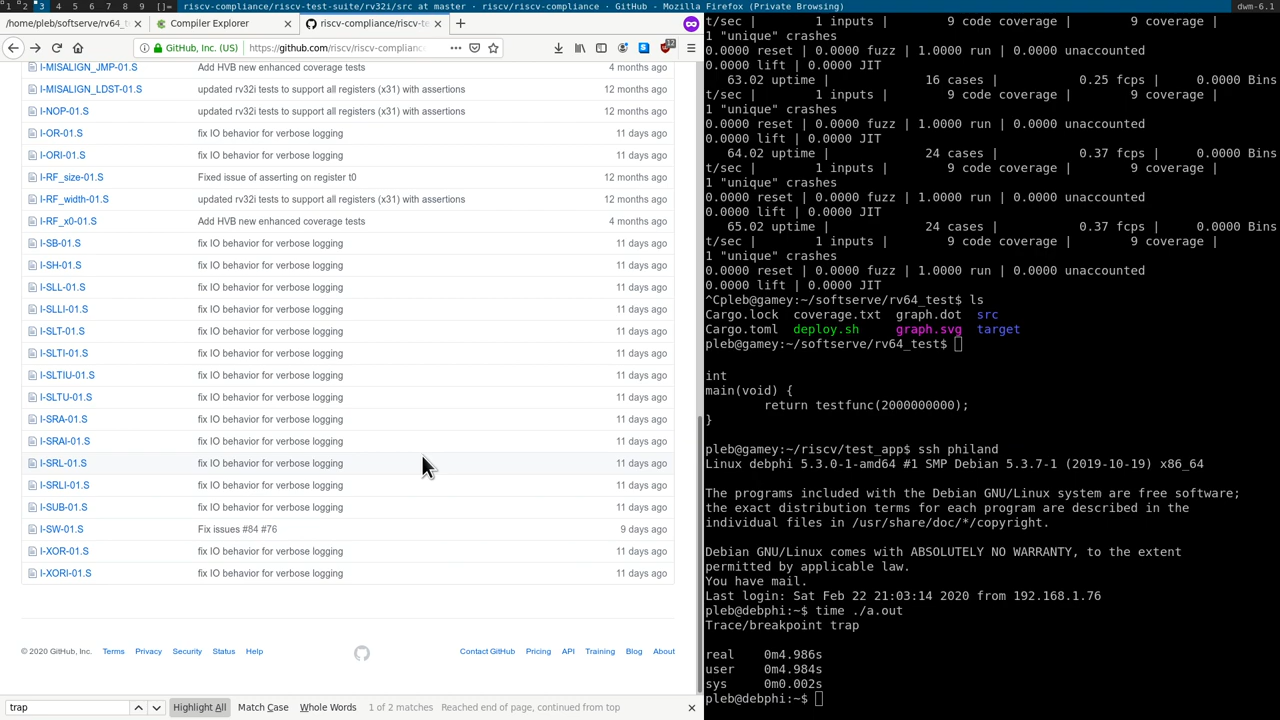 1 2 3 4 5 6 7 8 9 []= riscv-compliance/riscv-test-suite/rv32i/src at master · riscv/riscv-compliance · GitHub - Mozilla Firefox (Private Browsing) dwm-6.1
/home/pleb/softserve/rv64_t
Compiler Explorer
riscv-compliance/riscv-te
GitHub, Inc. (US) https://github.com/riscv/riscv-complianc
12
I-MISALIGN_JMP-01.S Add HVB new enhanced coverage tests 4 months ago
I-MISALIGN_LDST-01.S updated rv32i tests to support all registers (x31) with assertions 12 months ago
I-NOP-01.S updated rv32i tests to support all registers (x31) with assertions 12 months ago
I-OR-01.S fix IO behavior for verbose logging 11 days ago
I-ORI-01.S fix IO behavior for verbose logging 11 days ago
I-RF_size-01.S Fixed issue of asserting on register t0 12 months ago
I-RF_width-01.S updated rv32i tests to support all registers (x31) with assertions 12 months ago
I-RF_x0-01.S Add HVB new enhanced coverage tests 4 months ago
I-SB-01.S fix IO behavior for verbose logging 11 days ago
I-SH-01.S fix IO behavior for verbose logging 11 days ago
I-SLL-01.S fix IO behavior for verbose logging 11 days ago
I-SLLI-01.S fix IO behavior for verbose logging 11 days ago
I-SLT-01.S fix IO behavior for verbose logging 11 days ago
I-SLTI-01.S fix IO behavior for verbose logging 11 days ago
I-SLTIU-01.S fix IO behavior for verbose logging 11 days ago
I-SLTU-01.S fix IO behavior for verbose logging 11 days ago
I-SRA-01.S fix IO behavior for verbose logging 11 days ago
I-SRAI-01.S fix IO behavior for verbose logging 11 days ago
I-SRL-01.S fix IO behavior for verbose logging 11 days ago
I-SRLI-01.S fix IO behavior for verbose logging 11 days ago
I-SUB-01.S fix IO behavior for verbose logging 11 days ago
I-SW-01.S Fix issues #84 #76 9 days ago
I-XOR-01.S fix IO behavior for verbose logging 11 days ago
I-XORI-01.S fix IO behavior for verbose logging 11 days ago
© 2020 GitHub, Inc. Terms Privacy Security Status Help Contact GitHub Pricing API Training Blog About
trap Highlight All Match Case Whole Words 1 of 2 matches Reached end of page, continued from top
t/sec | 1 inputs | 9 code coverage | 9 coverage |
1 "unique" crashes
0.0000 reset | 0.0000 fuzz | 1.0000 run | 0.0000 unaccounted
0.0000 lift | 0.0000 JIT
63.02 uptime | 16 cases | 0.25 fcps | 0.0000 Bins
t/sec | 1 inputs | 9 code coverage | 9 coverage |
1 "unique" crashes
0.0000 reset | 0.0000 fuzz | 1.0000 run | 0.0000 unaccounted
0.0000 lift | 0.0000 JIT
64.02 uptime | 24 cases | 0.37 fcps | 0.0000 Bins
t/sec | 1 inputs | 9 code coverage | 9 coverage |
1 "unique" crashes
0.0000 reset | 0.0000 fuzz | 1.0000 run | 0.0000 unaccounted
0.0000 lift | 0.0000 JIT
65.02 uptime | 24 cases | 0.37 fcps | 0.0000 Bins
t/sec | 1 inputs | 9 code coverage | 9 coverage |
1 "unique" crashes
0.0000 reset | 0.0000 fuzz | 1.0000 run | 0.0000 unaccounted
0.0000 lift | 0.0000 JIT
^Cpleb@gamey:~/softserve/rv64_test$ ls
Cargo.lock coverage.txt graph.dot src
Cargo.toml deploy.sh graph.svg target
pleb@gamey:~/softserve/rv64_test$
int
main(void) {
return testfunc(2000000000);
}
pleb@gamey:~/riscv/test_app$ ssh philand
Linux debphi 5.3.0-1-amd64 #1 SMP Debian 5.3.7-1 (2019-10-19) x86_64
The programs included with the Debian GNU/Linux system are free software;
the exact distribution terms for each program are described in the
individual files in /usr/share/doc/*/copyright.
Debian GNU/Linux comes with ABSOLUTELY NO WARRANTY, to the extent
permitted by applicable law.
You have mail.
Last login: Sat Feb 22 21:03:14 2020 from 192.168.1.76
pleb@debphi:~$ time ./a.out
Trace/breakpoint trap
real 0m4.986s
user 0m4.984s
sys 0m0.002s
pleb@debphi:~$